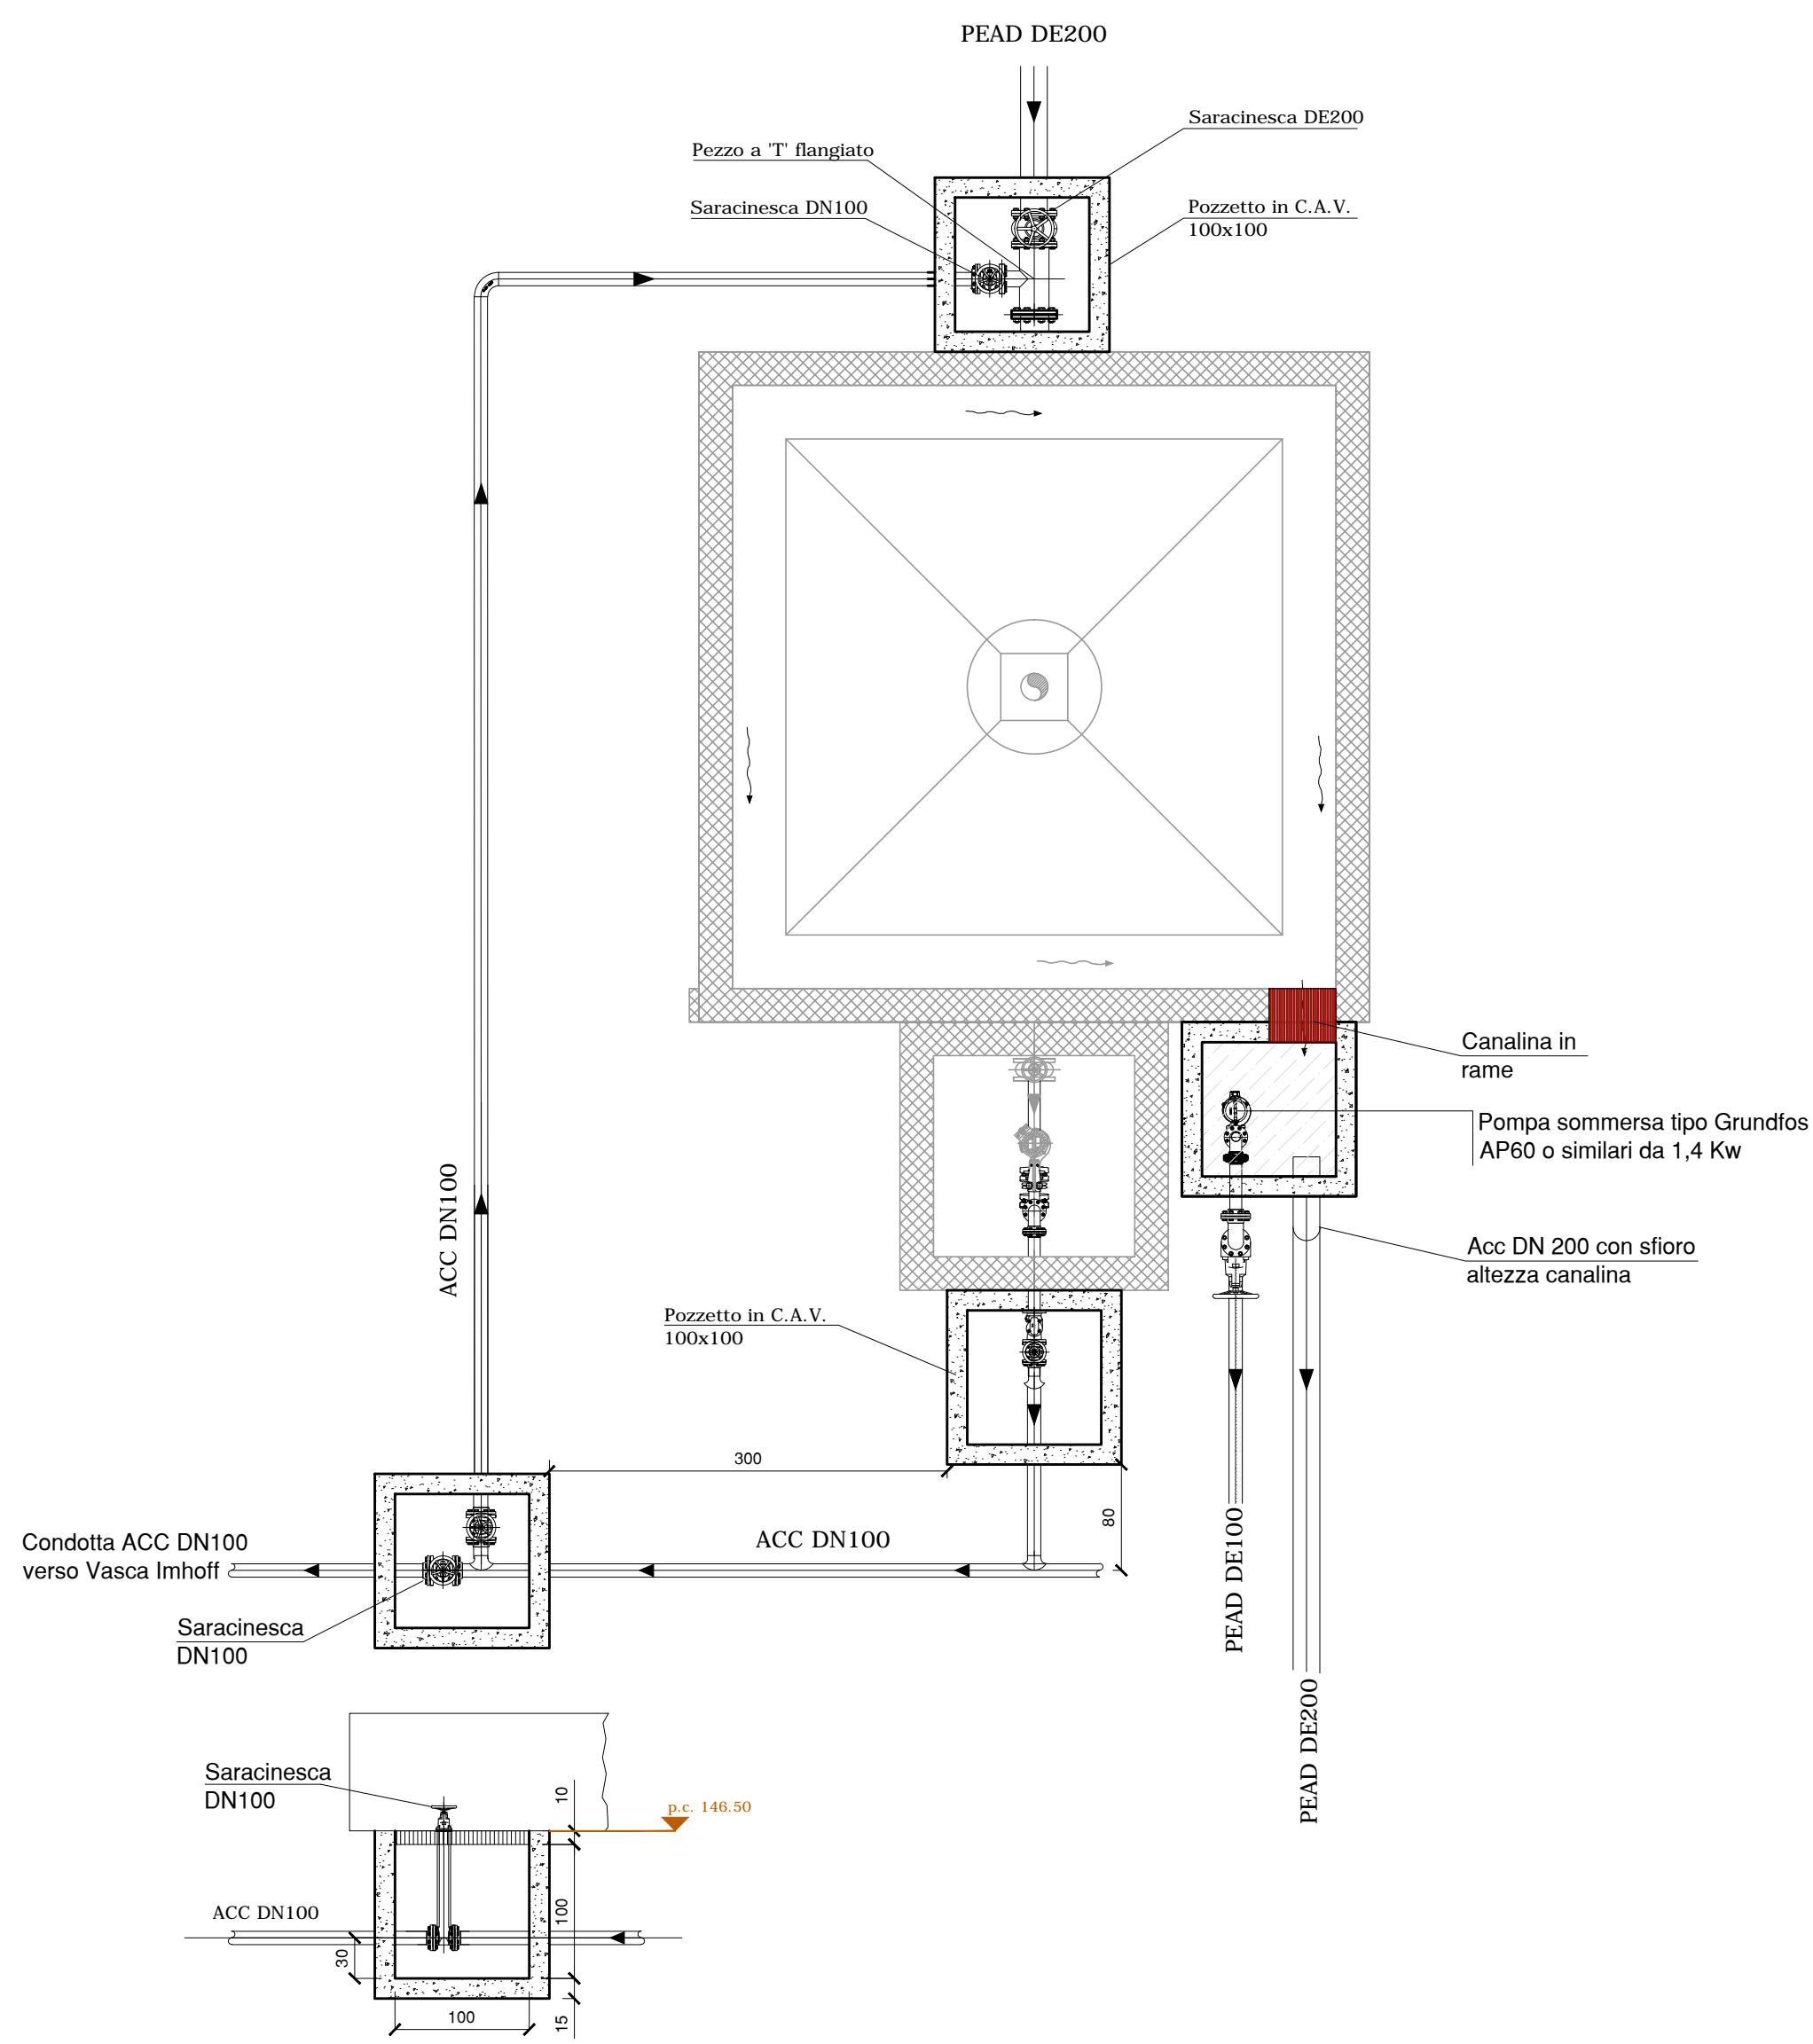 PEAD DE200
Saracinesca DE200
Pezzo a 'T' flangiato
Saracinesca DN100
Pozzetto in C.A.V.
100x100
Canalina in
rame
Pompa sommersa tipo Grundfos
AP60 o similari da 1,4 Kw
ACC DN100
Acc DN 200 con sfioro
altezza canalina
Pozzetto in C.A.V.
100x100
300
80
ACC DN100
Condotta ACC DN100
verso Vasca Imhoff
Saracinesca
DN100
PEAD DE100
PEAD DE200
Saracinesca
DN100
10
p.c. 146.50
ACC DN100
100
30
100
15